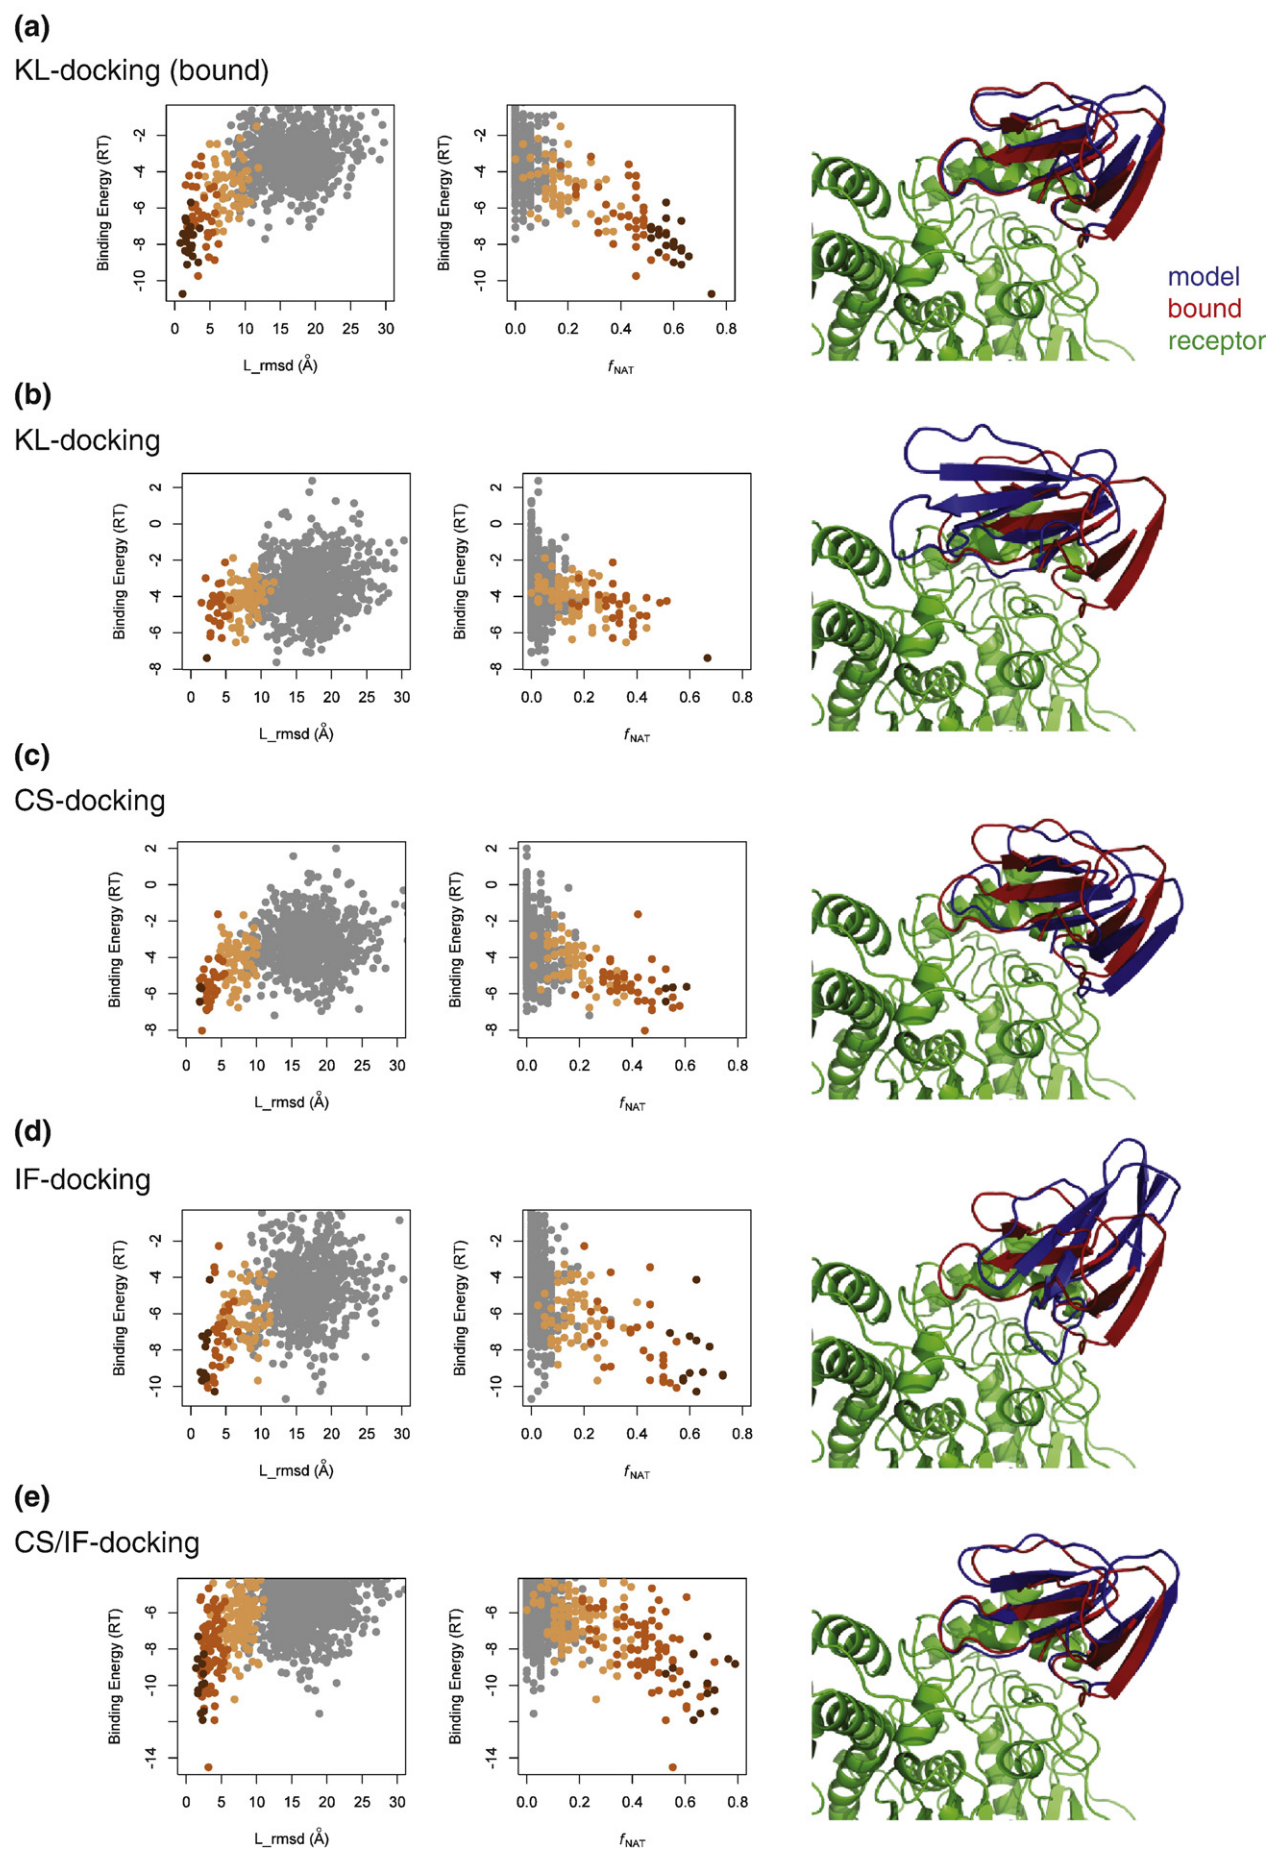 (a)
KL-docking (bound)
Binding Energy (RT)
-2
-4
-6
-8
-10
0 5 10 15 20 25 30
L_rmsd (Å)
Binding Energy (RT)
-2
-4
-6
-8
-10
0.0 0.2 0.4 0.6 0.8
fNAT
model
bound
receptor
(b)
KL-docking
Binding Energy (RT)
2
0
-2
-4
-6
-8
0 5 10 15 20 25 30
L_rmsd (Å)
Binding Energy (RT)
2
0
-2
-4
-6
-8
0.0 0.2 0.4 0.6 0.8
fNAT
(c)
CS-docking
Binding Energy (RT)
2
0
-2
-4
-6
-8
0 5 10 15 20 25 30
L_rmsd (Å)
Binding Energy (RT)
2
0
-2
-4
-6
-8
0.0 0.2 0.4 0.6 0.8
fNAT
(d)
IF-docking
Binding Energy (RT)
-2
-4
-6
-8
-10
0 5 10 15 20 25 30
L_rmsd (Å)
Binding Energy (RT)
-2
-4
-6
-8
-10
0.0 0.2 0.4 0.6 0.8
fNAT
(e)
CS/IF-docking
Binding Energy (RT)
-6
-8
-10
-14
0 5 10 15 20 25 30
L_rmsd (Å)
Binding Energy (RT)
-6
-8
-10
-14
0.0 0.2 0.4 0.6 0.8
fNAT